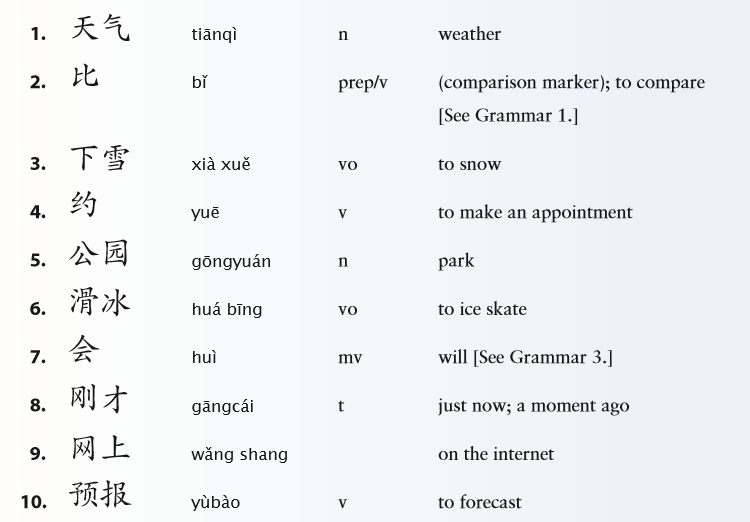 1. 天气 tiānqì n weather
2. 比 bǐ prep/v (comparison marker); to compare
[See Grammar 1.]
3. 下雪 xià xuě vo to snow
4. 约 yuē v to make an appointment
5. 公园 gōngyuán n park
6. 滑冰 huá bīng vo to ice skate
7. 会 huì mv will [See Grammar 3.]
8. 刚才 gāngcái t just now; a moment ago
9. 网上 wǎng shang on the internet
10. 预报 yùbào v to forecast